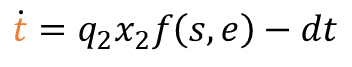 ṫ = q₂x₂f(s, e) − dt